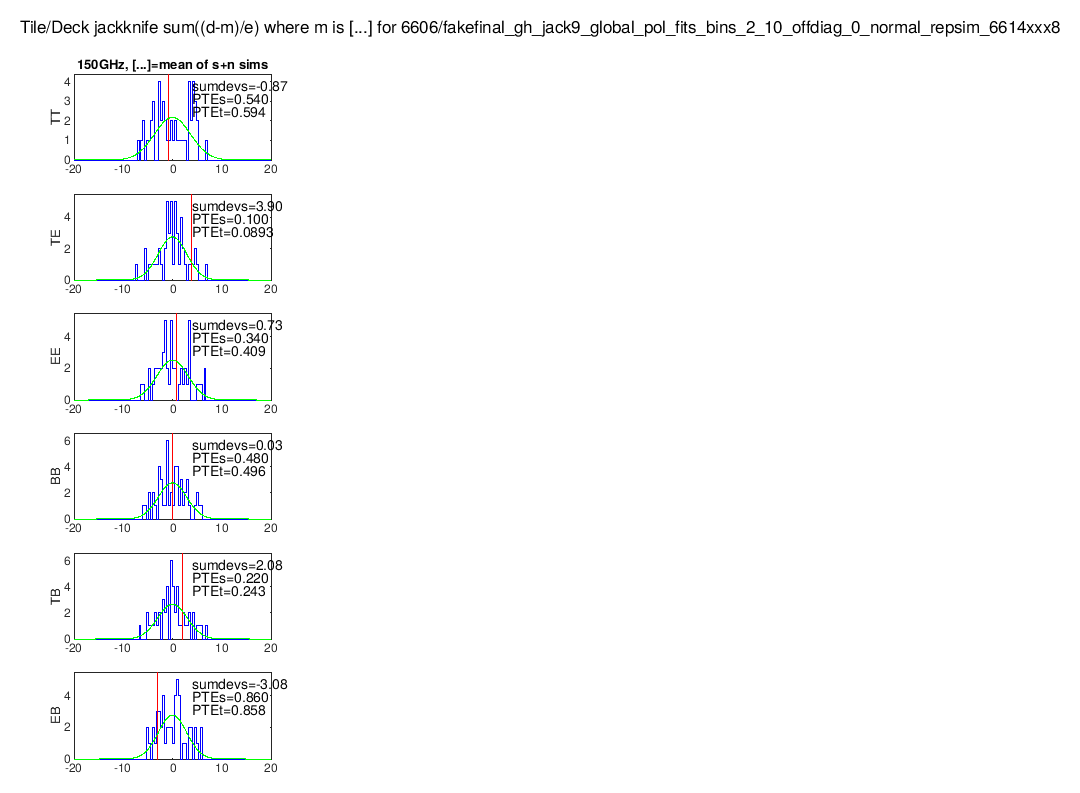 Tile/Deck jackknife sum((d-m)/e) where m is [...] for 6606/fakefinal_gh_jack9_global_pol_fits_bins_2_10_offdiag_0_normal_repsim_6614xxx8
150GHz, [...]=mean of s+n sims
sumdevs=-0.87
PTEs=0.540
PTEt=0.594
TT
4
3
2
1
0
-20 -10 0 10 20
sumdevs=3.90
PTEs=0.100
PTEt=0.0893
TE
4
2
0
-20 -10 0 10 20
sumdevs=0.73
PTEs=0.340
PTEt=0.409
EE
4
2
0
-20 -10 0 10 20
sumdevs=0.03
PTEs=0.480
PTEt=0.496
BB
6
4
2
0
-20 -10 0 10 20
sumdevs=2.08
PTEs=0.220
PTEt=0.243
TB
6
4
2
0
-20 -10 0 10 20
sumdevs=-3.08
PTEs=0.860
PTEt=0.858
EB
4
2
0
-20 -10 0 10 20